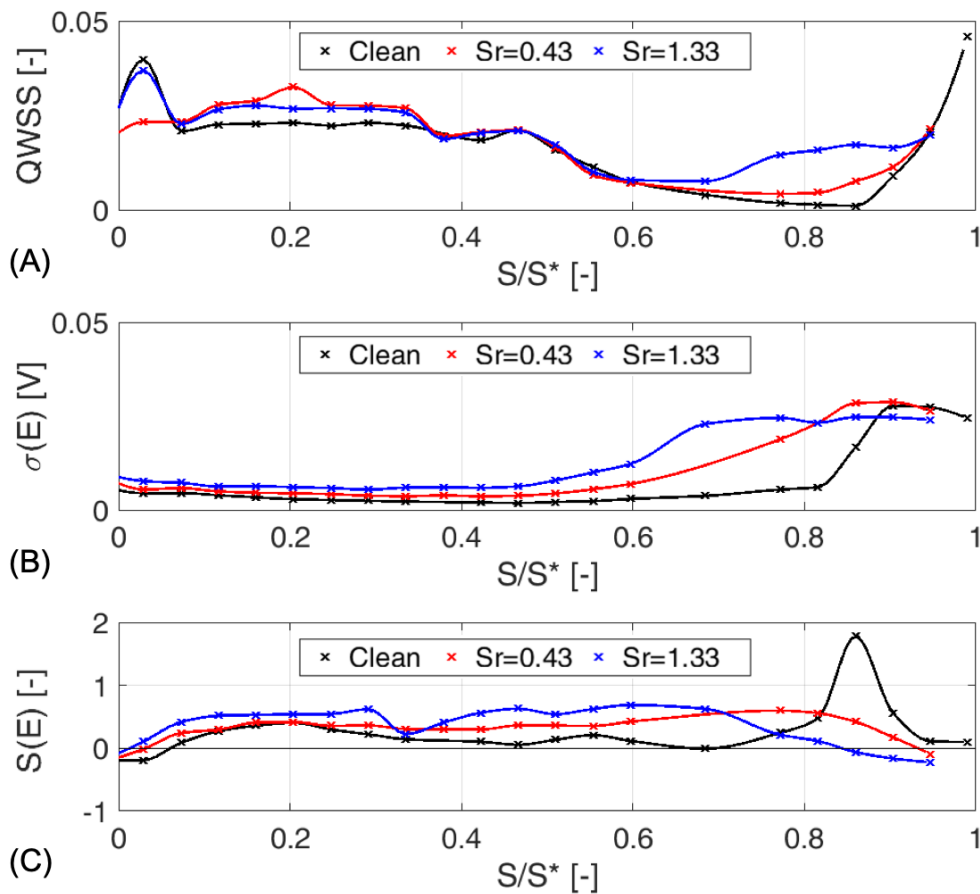 0.05
× Clean × Sr=0.43 × Sr=1.33
QWSS [-]
0
0 0.2 0.4 0.6 0.8 1
(A)
S/S* [-]
0.05
× Clean × Sr=0.43 × Sr=1.33
σ(E) [V]
0
0 0.2 0.4 0.6 0.8 1
(B)
S/S* [-]
2
× Clean × Sr=0.43 × Sr=1.33
1
S(E) [-]
0
-1
0 0.2 0.4 0.6 0.8 1
(C)
S/S* [-]